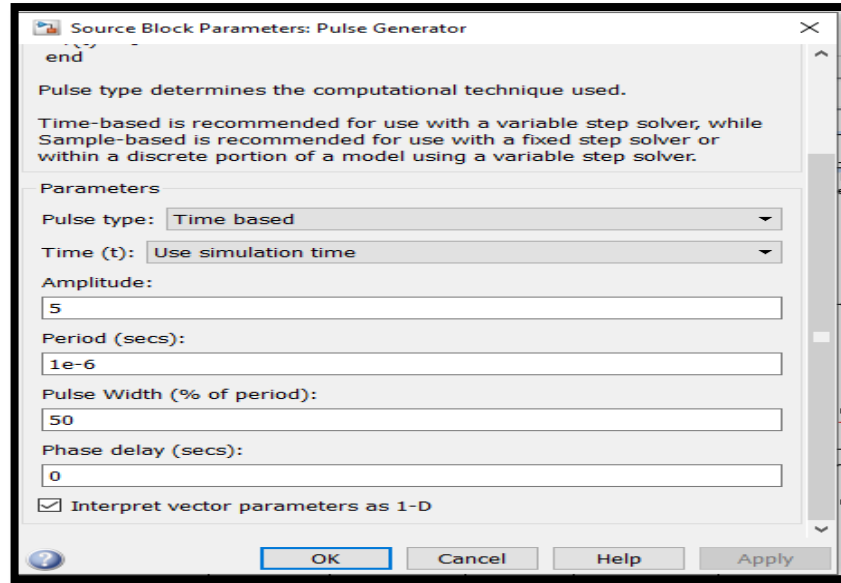 Source Block Parameters: Pulse Generator
end
Pulse type determines the computational technique used.
Time-based is recommended for use with a variable step solver, while
Sample-based is recommended for use with a fixed step solver or
within a discrete portion of a model using a variable step solver.
Parameters
Pulse type: Time based
Time (t): Use simulation time
Amplitude:
5
Period (secs):
1e-6
Pulse Width (% of period):
50
Phase delay (secs):
0
Interpret vector parameters as 1-D
OK Cancel Help Apply